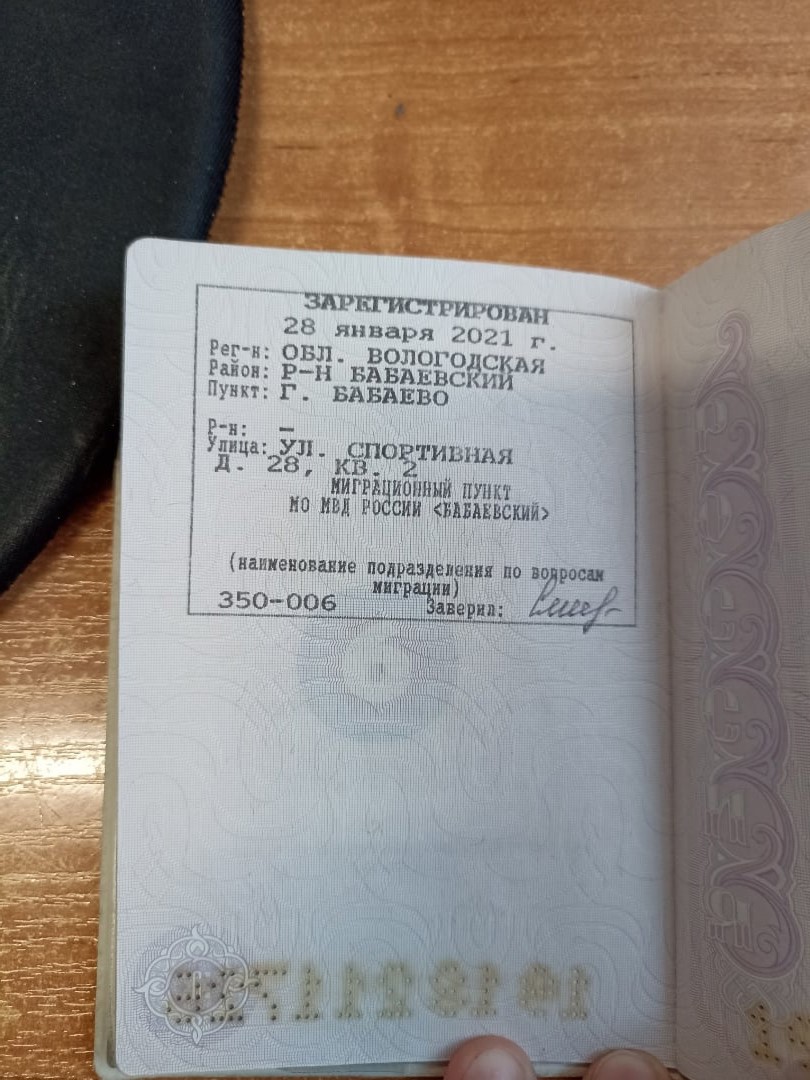 ЗАРЕГИСТРИРОВАН
28 января 2021 г.
Рег-н: ОБЛ. ВОЛОГОДСКАЯ
Район: Р-Н БАБАЕВСКИЙ
Пункт: Г. БАБАЕВО
Р-н: –
Улица: УЛ. СПОРТИВНАЯ
Д. 28, КВ. 2
МИГРАЦИОННЫЙ ПУНКТ
МО МВД РОССИИ <БАБАЕВСКИЙ>
(наименование подразделения по вопросам
миграции)
350-006 Заверил: